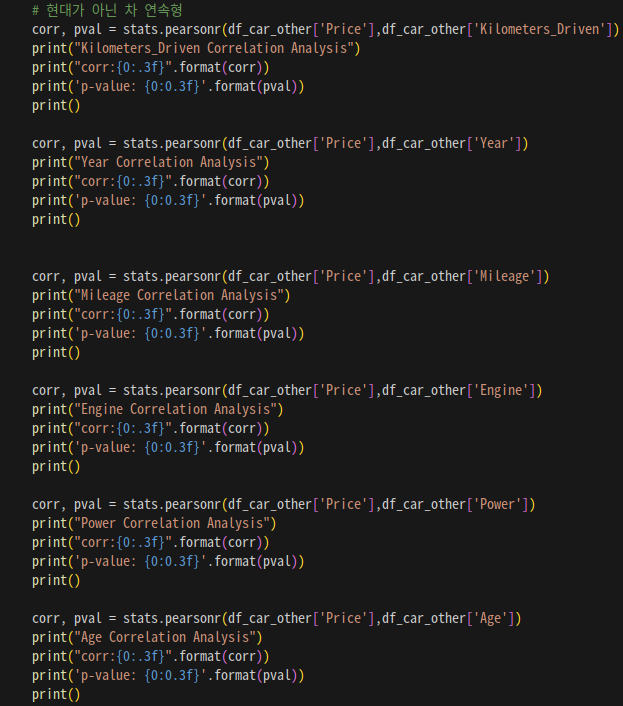 # 현대가 아닌 차 연속형
corr, pval = stats.pearsonr(df_car_other['Price'],df_car_other['Kilometers_Driven'])
print("Kilometers_Driven Correlation Analysis")
print("corr:{0:.3f}".format(corr))
print('p-value: {0:0.3f}'.format(pval))
print()
corr, pval = stats.pearsonr(df_car_other['Price'],df_car_other['Year'])
print("Year Correlation Analysis")
print("corr:{0:.3f}".format(corr))
print('p-value: {0:0.3f}'.format(pval))
print()
corr, pval = stats.pearsonr(df_car_other['Price'],df_car_other['Mileage'])
print("Mileage Correlation Analysis")
print("corr:{0:.3f}".format(corr))
print('p-value: {0:0.3f}'.format(pval))
print()
corr, pval = stats.pearsonr(df_car_other['Price'],df_car_other['Engine'])
print("Engine Correlation Analysis")
print("corr:{0:.3f}".format(corr))
print('p-value: {0:0.3f}'.format(pval))
print()
corr, pval = stats.pearsonr(df_car_other['Price'],df_car_other['Power'])
print("Power Correlation Analysis")
print("corr:{0:.3f}".format(corr))
print('p-value: {0:0.3f}'.format(pval))
print()
corr, pval = stats.pearsonr(df_car_other['Price'],df_car_other['Age'])
print("Age Correlation Analysis")
print("corr:{0:.3f}".format(corr))
print('p-value: {0:0.3f}'.format(pval))
print()